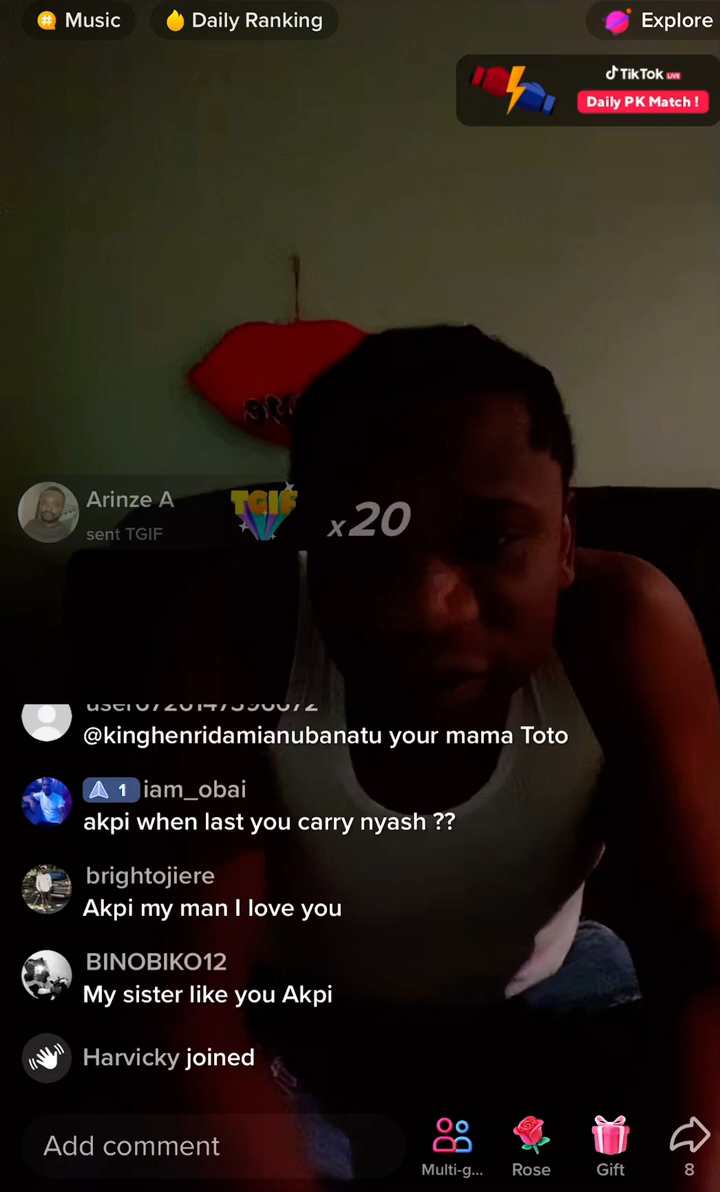 Music
Daily Ranking
Explore
TikTok LIVE
Daily PK Match !
Arinze A
sent TGIF
TGIF
x20
@kinghenridamianubanatu your mama Toto
1 iam_obai
akpi when last you carry nyash ??
brightojiere
Akpi my man I love you
BINOBIKO12
My sister like you Akpi
Harvicky joined
Add comment
Multi-g...
Rose
Gift
8